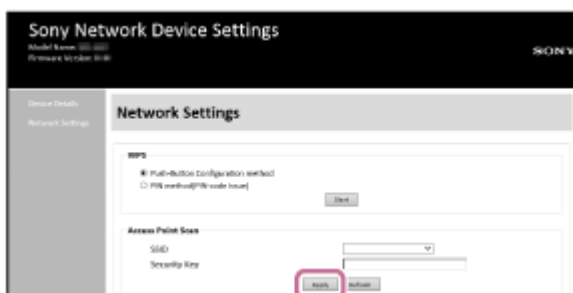 Sony Network Device Settings
Model Name:
SONY
Firmware Version:
Device Details
Network Settings
Network Settings
WPS
Push-Button Configuration method
PIN method(PIN-code issue)
Start
Access Point Scan
SSID
Security Key
Apply
Refresh